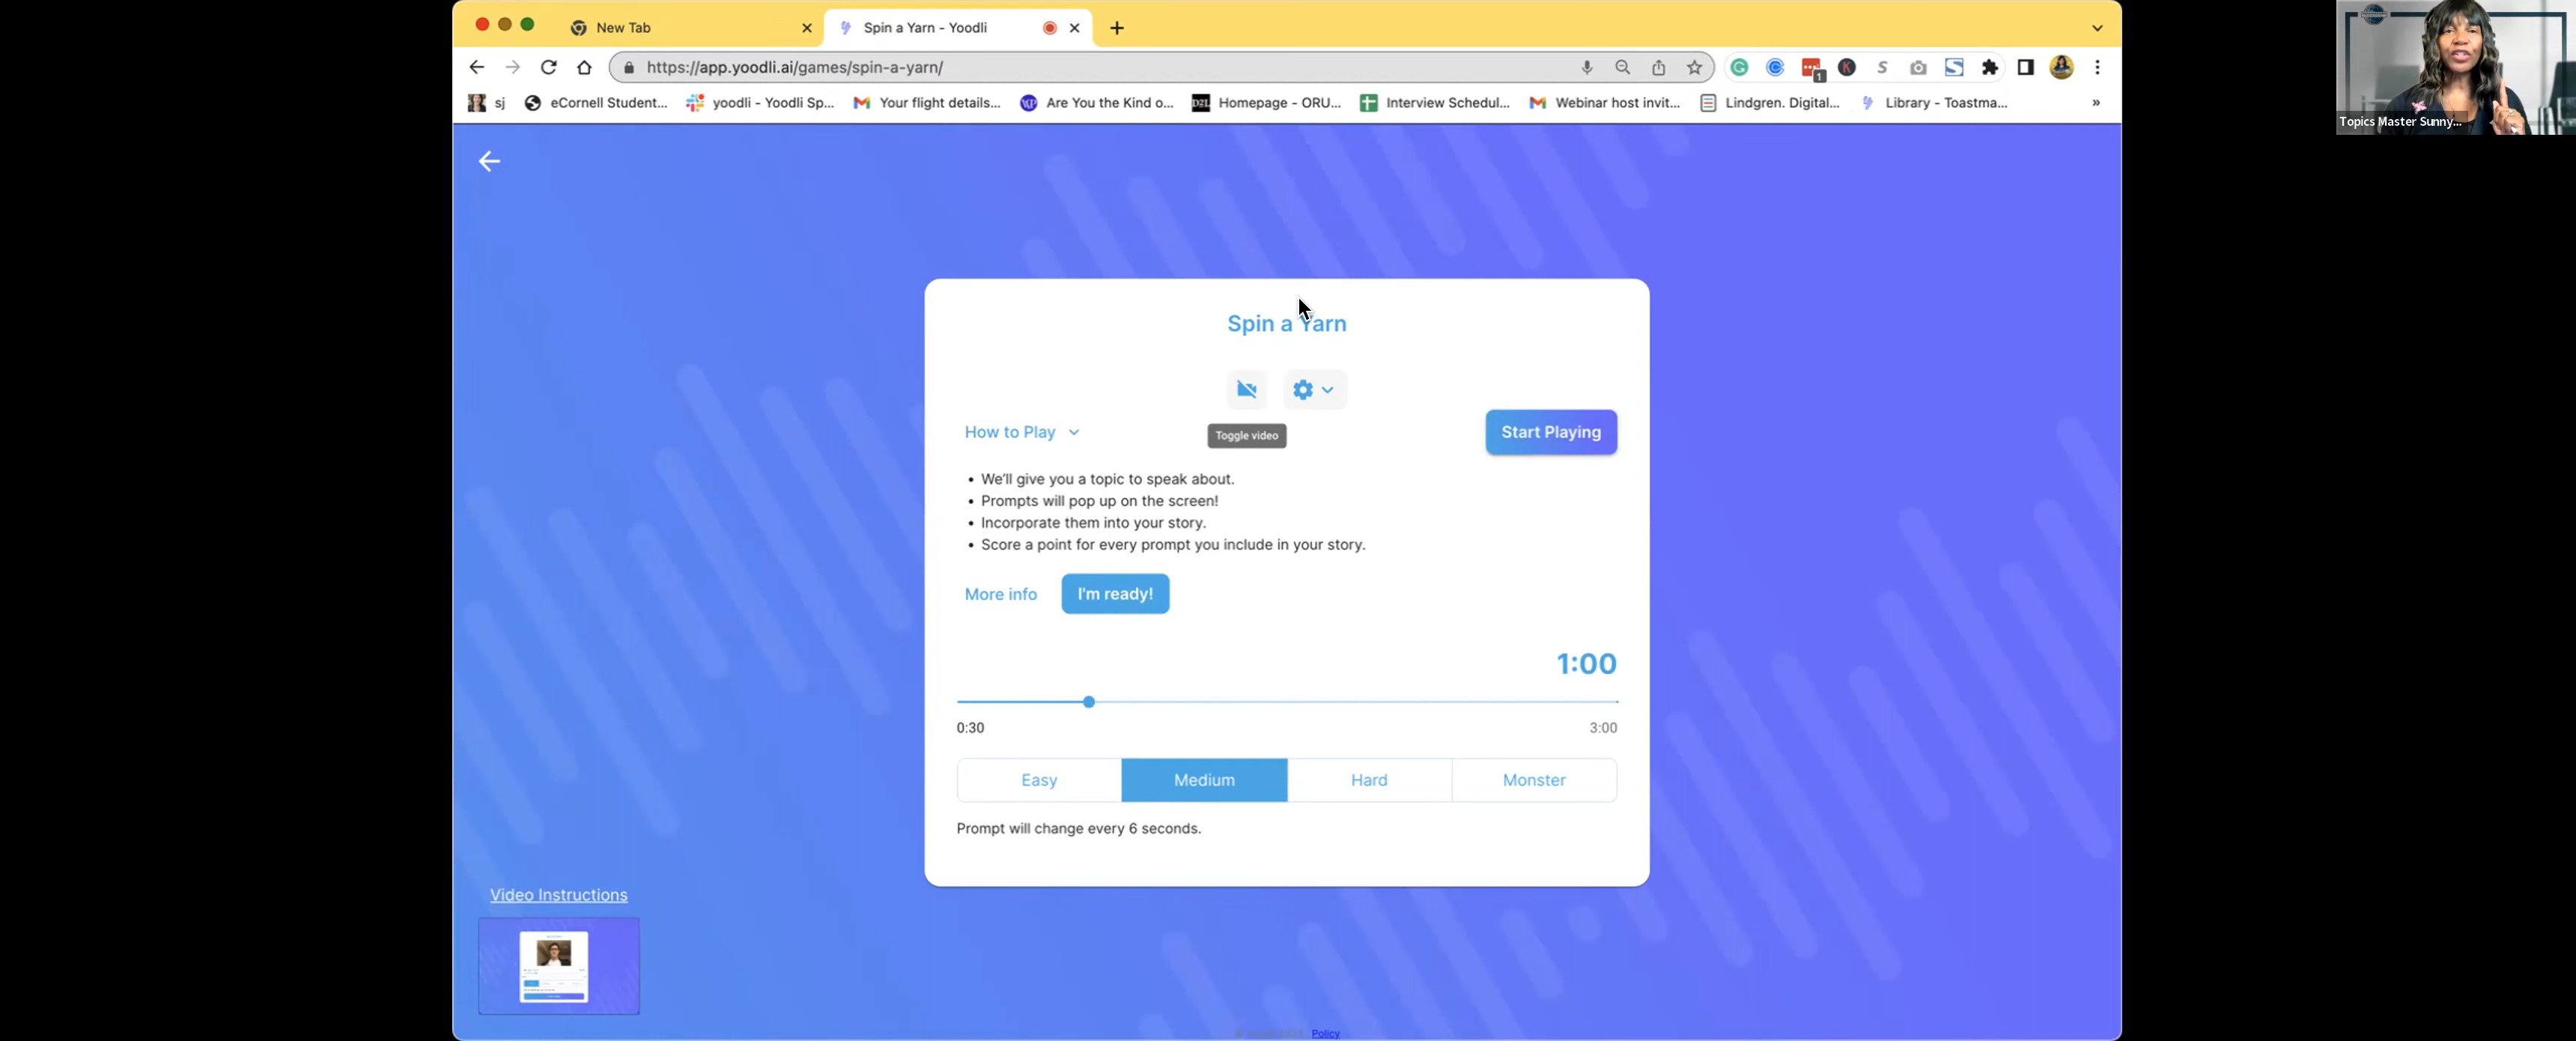 New Tab
Spin a Yarn - Yoodli
https://app.yoodli.ai/games/spin-a-yarn/
1
sj
eCornell Student...
yoodli - Yoodli Sp...
Your flight details...
Are You the Kind o...
Homepage - ORU...
Interview Schedul...
Webinar host invit...
Lindgren. Digital...
Library - Toastma...
»
Topics Master Sunny...
Spin a Yarn
How to Play
Toggle video
Start Playing
• We'll give you a topic to speak about.
• Prompts will pop up on the screen!
• Incorporate them into your story.
• Score a point for every prompt you include in your story.
More info
I'm ready!
1:00
0:30
3:00
Easy
Medium
Hard
Monster
Prompt will change every 6 seconds.
Video Instructions
Policy